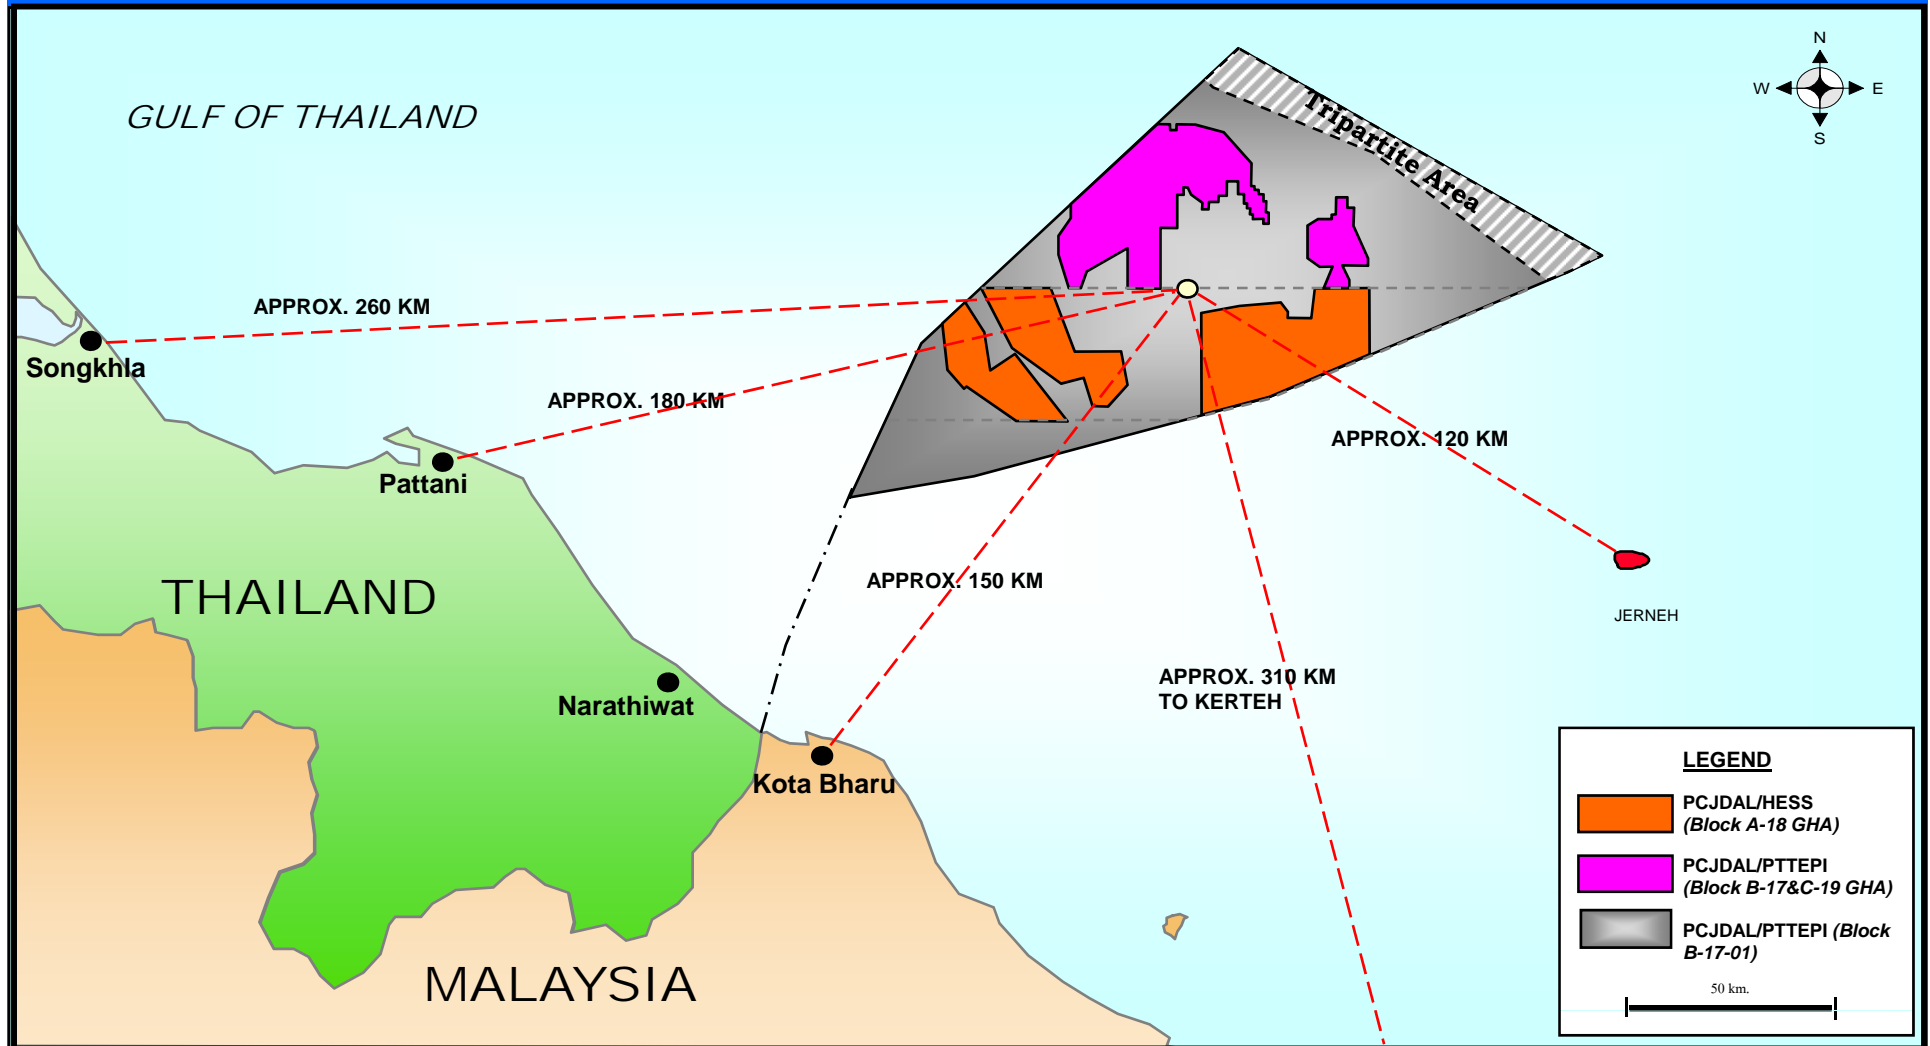 N
W
E
S
GULF OF THAILAND
Tripartite Area
APPROX. 260 KM
Songkhla
APPROX. 180 KM
APPROX. 120 KM
Pattani
APPROX. 150 KM
THAILAND
JERNEH
APPROX. 310 KM
TO KERTEH
Narathiwat
Kota Bharu
MALAYSIA
LEGEND
PCJDAL/HESS
(Block A-18 GHA)
PCJDAL/PTTEPI
(Block B-17&C-19 GHA)
PCJDAL/PTTEPI (Block
B-17-01)
50 km.